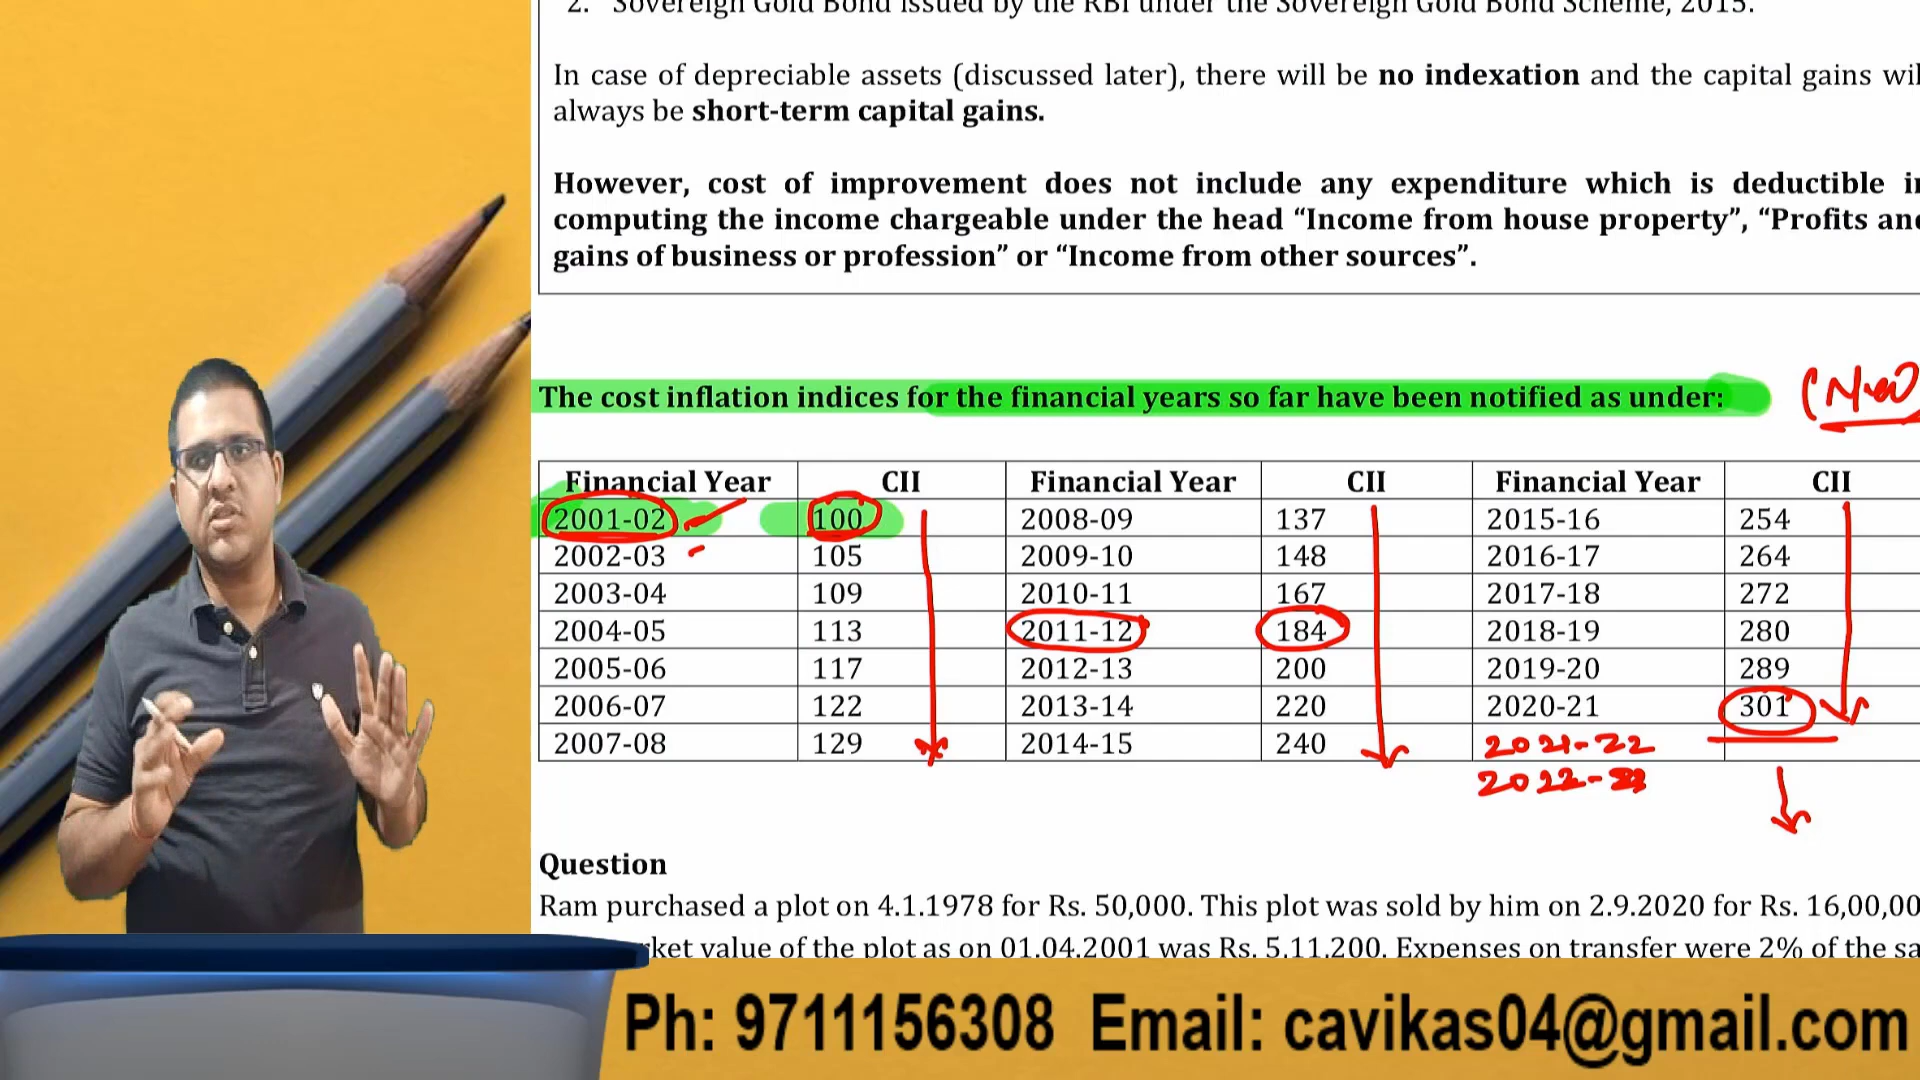 2. Sovereign Gold Bond issued by the RBI under the Sovereign Gold Bond Scheme, 2015.
In case of depreciable assets (discussed later), there will be no indexation and the capital gains wil
always be short-term capital gains.
However, cost of improvement does not include any expenditure which is deductible in
computing the income chargeable under the head “Income from house property”, “Profits and
gains of business or profession” or “Income from other sources”.
The cost inflation indices for the financial years so far have been notified as under:
Financial Year CII Financial Year CII Financial Year CII
2001-02 100 2008-09 137 2015-16 254
2002-03 105 2009-10 148 2016-17 264
2003-04 109 2010-11 167 2017-18 272
2004-05 113 2011-12 184 2018-19 280
2005-06 117 2012-13 200 2019-20 289
2006-07 122 2013-14 220 2020-21 301
2007-08 129 2014-15 240 2021-22
2022-23
Question
Ram purchased a plot on 4.1.1978 for Rs. 50,000. This plot was sold by him on 2.9.2020 for Rs. 16,00,00
ket value of the plot as on 01.04.2001 was Rs. 5,11,200. Expenses on transfer were 2% of the sa
Ph: 9711156308 Email: cavikas04@gmail.com